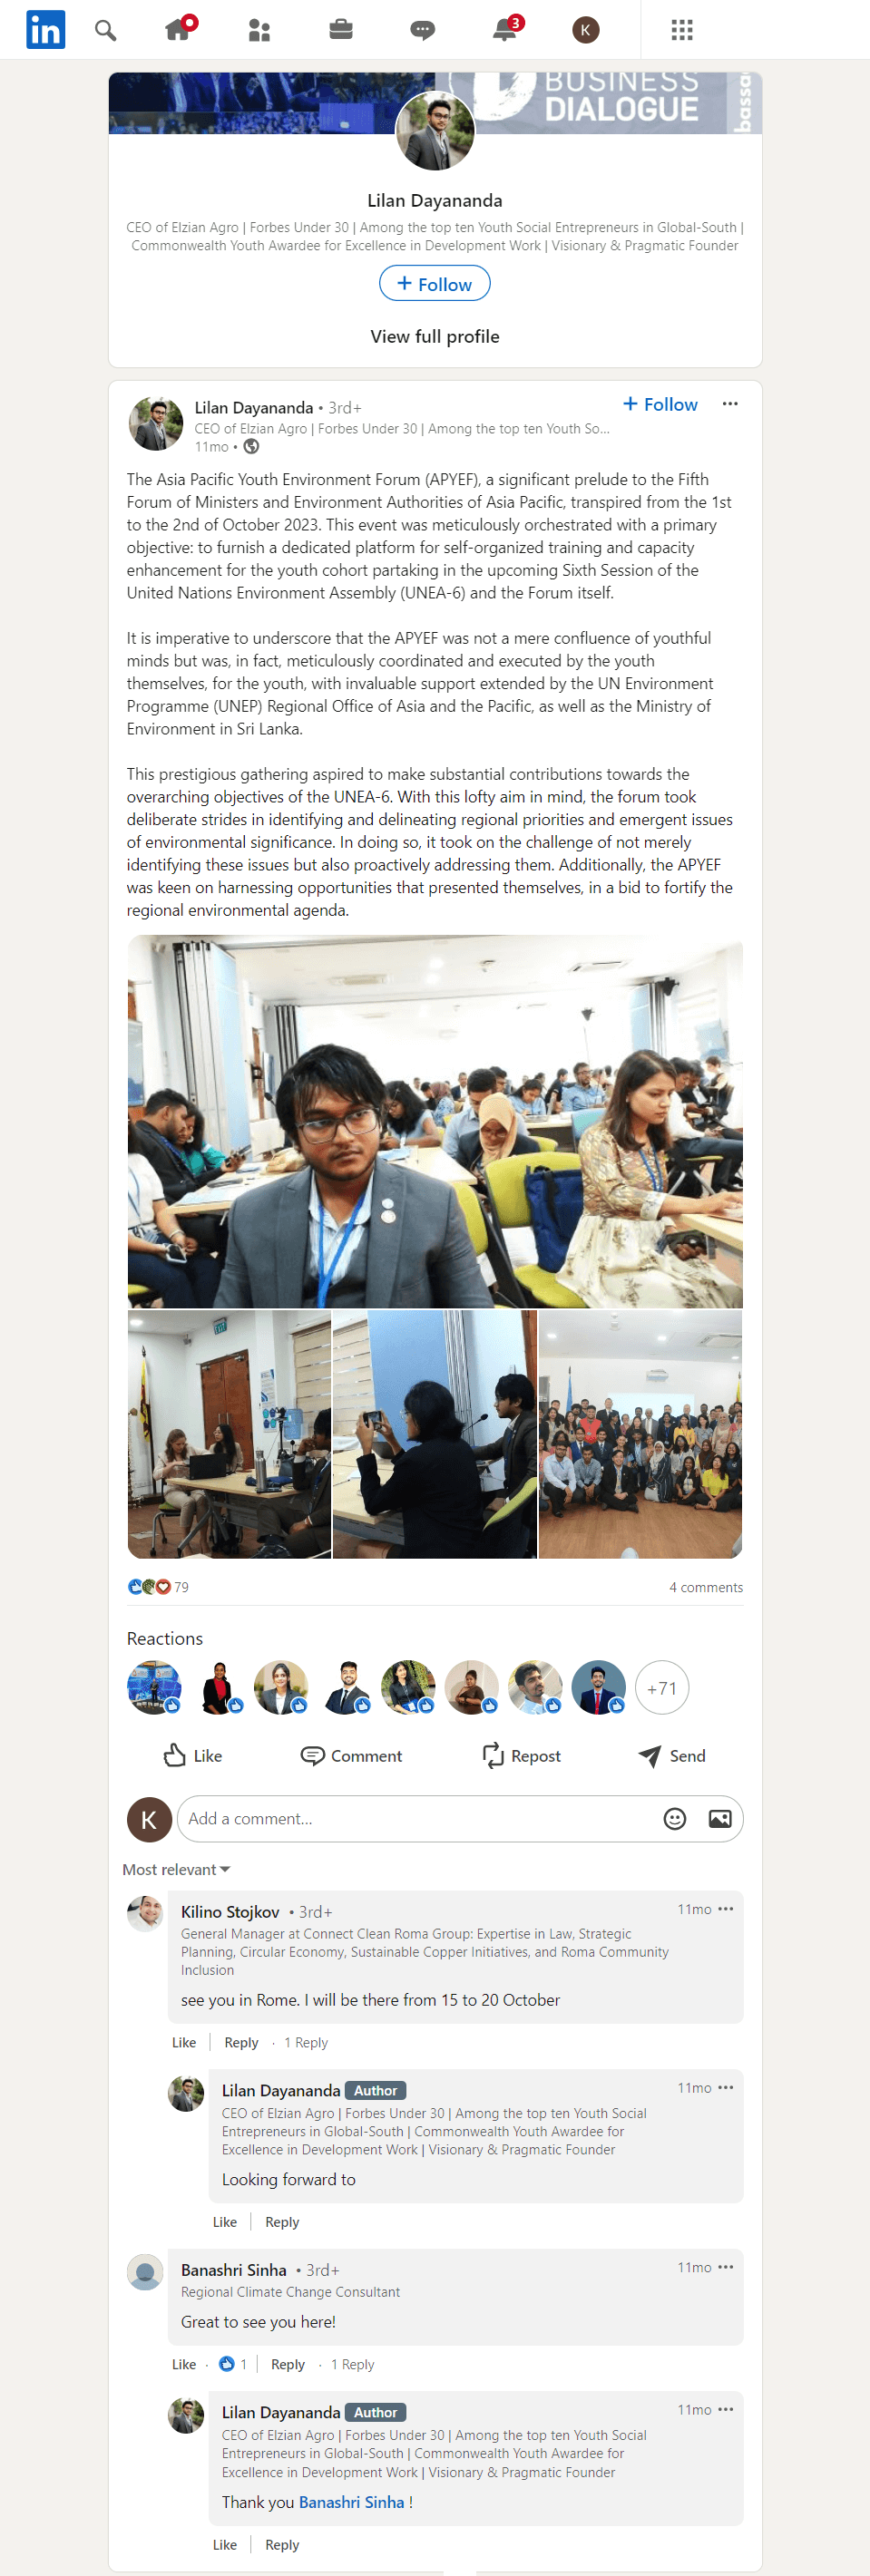 in
3
K
BUSINESS
DIALOGUE
bassa
Lilan Dayananda
CEO of Elzian Agro | Forbes Under 30 | Among the top ten Youth Social Entrepreneurs in Global-South |
Commonwealth Youth Awardee for Excellence in Development Work | Visionary & Pragmatic Founder
+ Follow
View full profile
Lilan Dayananda • 3rd+
+ Follow
CEO of Elzian Agro | Forbes Under 30 | Among the top ten Youth So...
11mo •
The Asia Pacific Youth Environment Forum (APYEF), a significant prelude to the Fifth
Forum of Ministers and Environment Authorities of Asia Pacific, transpired from the 1st
to the 2nd of October 2023. This event was meticulously orchestrated with a primary
objective: to furnish a dedicated platform for self-organized training and capacity
enhancement for the youth cohort partaking in the upcoming Sixth Session of the
United Nations Environment Assembly (UNEA-6) and the Forum itself.
It is imperative to underscore that the APYEF was not a mere confluence of youthful
minds but was, in fact, meticulously coordinated and executed by the youth
themselves, for the youth, with invaluable support extended by the UN Environment
Programme (UNEP) Regional Office of Asia and the Pacific, as well as the Ministry of
Environment in Sri Lanka.
This prestigious gathering aspired to make substantial contributions towards the
overarching objectives of the UNEA-6. With this lofty aim in mind, the forum took
deliberate strides in identifying and delineating regional priorities and emergent issues
of environmental significance. In doing so, it took on the challenge of not merely
identifying these issues but also proactively addressing them. Additionally, the APYEF
was keen on harnessing opportunities that presented themselves, in a bid to fortify the
regional environmental agenda.
79
4 comments
Reactions
+71
Like
Comment
Repost
Send
K
Add a comment...
Most relevant
Kilino Stojkov • 3rd+
11mo
General Manager at Connect Clean Roma Group: Expertise in Law, Strategic
Planning, Circular Economy, Sustainable Copper Initiatives, and Roma Community
Inclusion
see you in Rome. I will be there from 15 to 20 October
Like | Reply · 1 Reply
Lilan Dayananda Author
11mo
CEO of Elzian Agro | Forbes Under 30 | Among the top ten Youth Social
Entrepreneurs in Global-South | Commonwealth Youth Awardee for
Excellence in Development Work | Visionary & Pragmatic Founder
Looking forward to
Like | Reply
Banashri Sinha • 3rd+
11mo
Regional Climate Change Consultant
Great to see you here!
Like · 1 | Reply · 1 Reply
Lilan Dayananda Author
11mo
CEO of Elzian Agro | Forbes Under 30 | Among the top ten Youth Social
Entrepreneurs in Global-South | Commonwealth Youth Awardee for
Excellence in Development Work | Visionary & Pragmatic Founder
Thank you Banashri Sinha !
Like | Reply